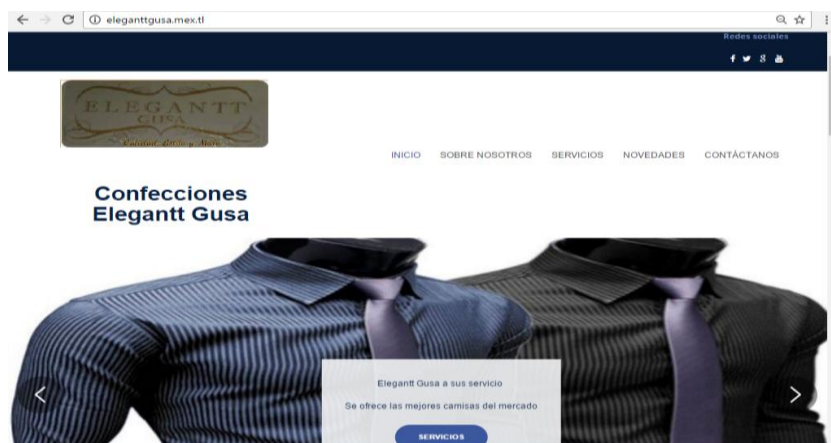 eleganttgusa.mex.tl
Redes sociales
ELEGANTT
GUSA
INICIO SOBRE NOSOTROS SERVICIOS NOVEDADES CONTÁCTANOS
Confecciones
Elegantt Gusa
Elegantt Gusa a sus servicio
Se ofrece las mejores camisas del mercado
SERVICIOS